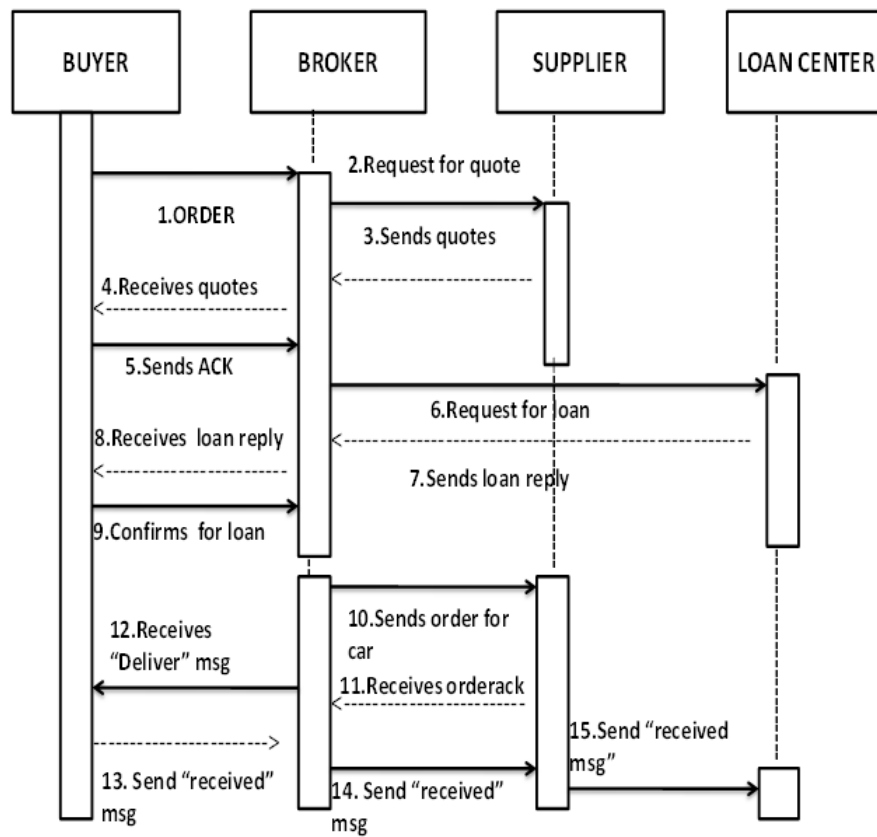 BUYER
BROKER
SUPPLIER
LOAN CENTER
2.Request for quote
1.ORDER
3.Sends quotes
4.Receives quotes
5.Sends ACK
6.Request for loan
8.Receives loan reply
7.Sends loan reply
9.Confirms for loan
10.Sends order for
car
12.Receives
“Deliver” msg
11.Receives orderack
15.Send “received
msg”
13. Send “received”
msg
14. Send “received”
msg